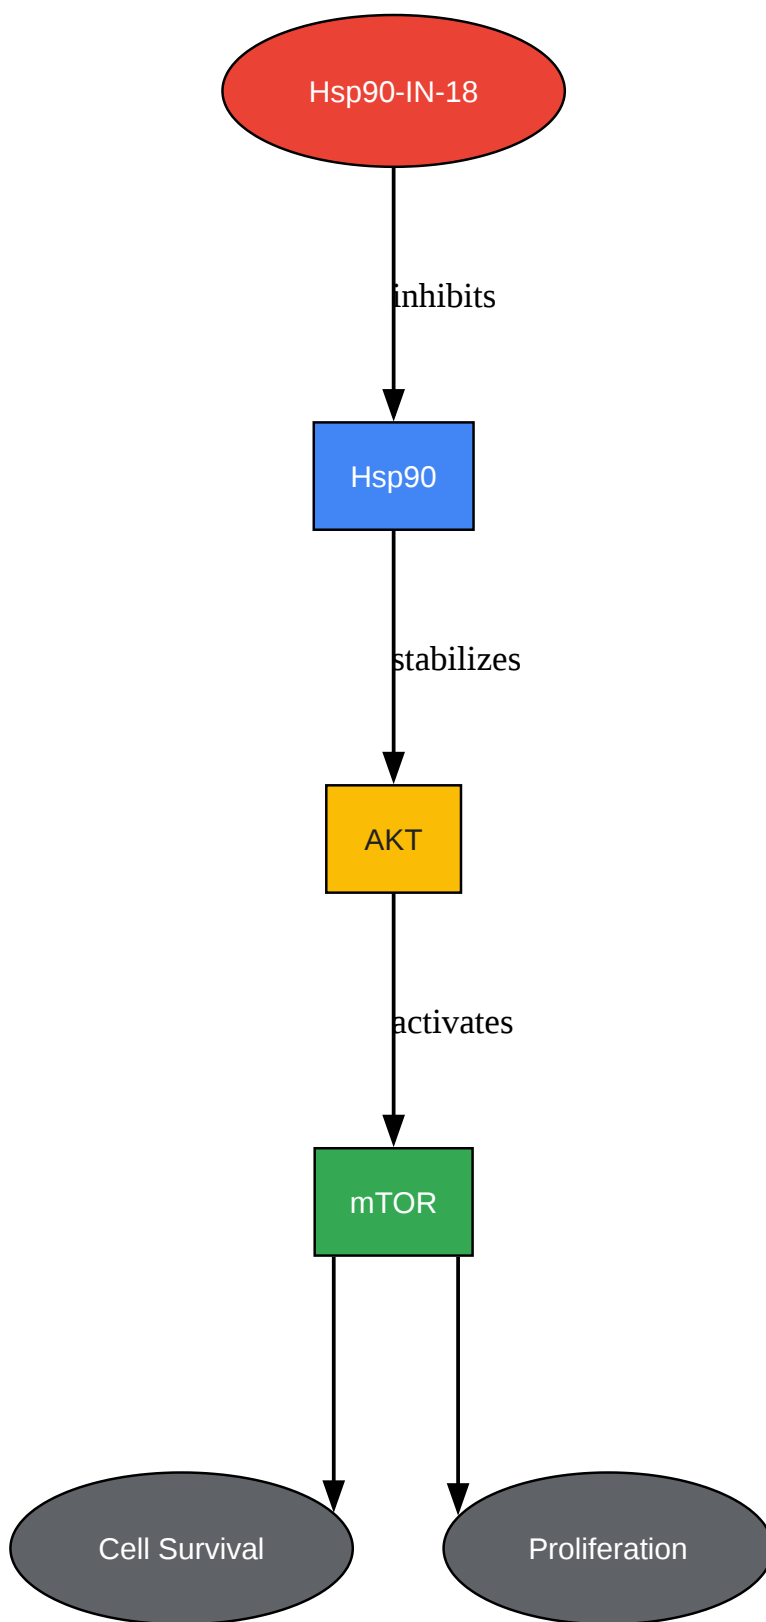 Hsp90-IN-18
inhibits
Hsp90
stabilizes
AKT
activates
mTOR
Cell Survival
Proliferation